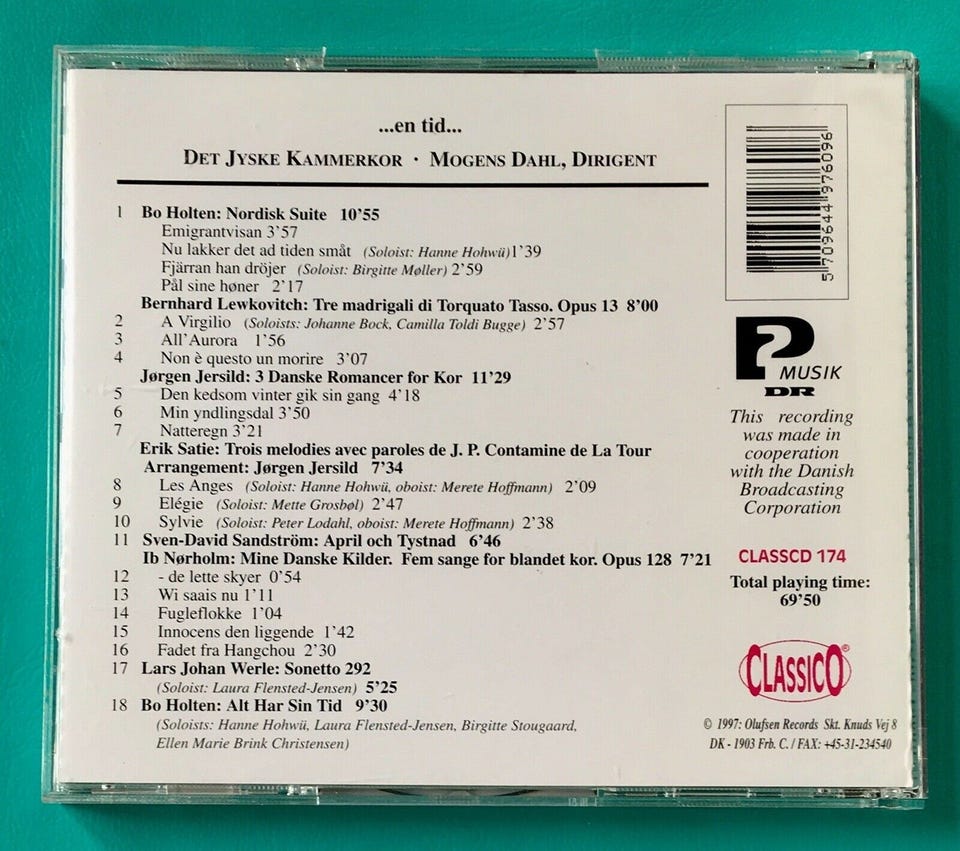 ...en tid...
DET JYSKE KAMMERKOR · MOGENS DAHL, DIRIGENT
1 Bo Holten: Nordisk Suite 10'55
Emigrantvisan 3'57
Nu lakker det ad tiden småt (Soloist: Hanne Hohwü)1'39
Fjärran han dröjer (Soloist: Birgitte Møller) 2'59
Pål sine høner 2'17
Bernhard Lewkovitch: Tre madrigali di Torquato Tasso. Opus 13 8'00
2 A Virgilio (Soloists: Johanne Bock, Camilla Toldi Bugge) 2'57
3 All'Aurora 1'56
4 Non è questo un morire 3'07
Jørgen Jersild: 3 Danske Romancer for Kor 11'29
5 Den kedsom vinter gik sin gang 4'18
6 Min yndlingsdal 3'50
7 Natteregn 3'21
Erik Satie: Trois melodies avec paroles de J. P. Contamine de La Tour
Arrangement: Jørgen Jersild 7'34
8 Les Anges (Soloist: Hanne Hohwü, oboist: Merete Hoffmann) 2'09
9 Elégie (Soloist: Mette Grosbøl) 2'47
10 Sylvie (Soloist: Peter Lodahl, oboist: Merete Hoffmann) 2'38
11 Sven-David Sandström: April och Tystnad 6'46
Ib Nørholm: Mine Danske Kilder. Fem sange for blandet kor. Opus 128 7'21
12 - de lette skyer 0'54
13 Wi saais nu 1'11
14 Fugleflokke 1'04
15 Innocens den liggende 1'42
16 Fadet fra Hangchou 2'30
17 Lars Johan Werle: Sonetto 292
(Soloist: Laura Flensted-Jensen) 5'25
18 Bo Holten: Alt Har Sin Tid 9'30
(Soloists: Hanne Hohwü, Laura Flensted-Jensen, Birgitte Stougaard,
Ellen Marie Brink Christensen)
5 709644 976096
P2
MUSIK
DR
This recording
was made in
cooperation
with the Danish
Broadcasting
Corporation
CLASSCD 174
Total playing time:
69'50
CLASSICO®
© 1997: Olufsen Records Skt. Knuds Vej 8
DK - 1903 Frb. C. / FAX: +45-31-234540